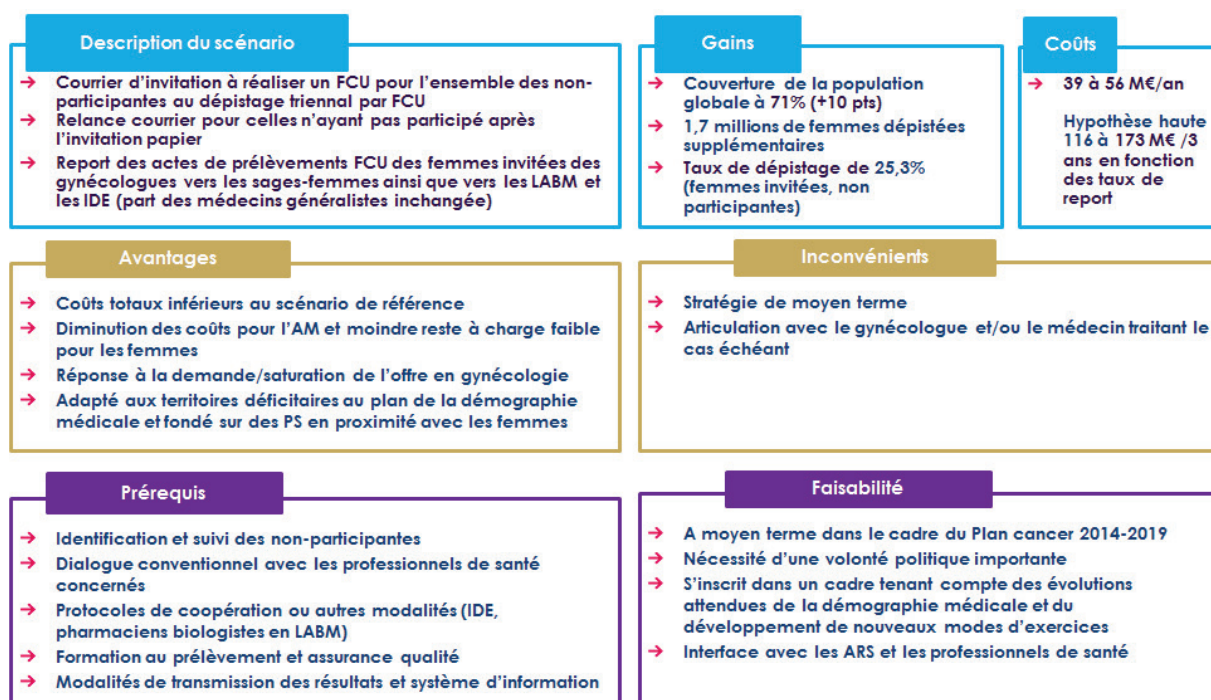 Description du scénario
➔ Courrier d'invitation à réaliser un FCU pour l'ensemble des non-
participantes au dépistage triennal par FCU
➔ Relance courrier pour celles n'ayant pas participé après
l'invitation papier
➔ Report des actes de prélèvements FCU des femmes invitées des
gynécologues vers les sages-femmes ainsi que vers les LABM et
les IDE (part des médecins généralistes inchangée)
Gains
➔ Couverture de la population
globale à 71% (+10 pts)
➔ 1,7 millions de femmes dépistées
supplémentaires
➔ Taux de dépistage de 25,3%
(femmes invitées, non
participantes)
Coûts
➔ 39 à 56 M€/an
Hypothèse haute
116 à 173 M€ /3
ans en fonction
des taux de
report
Avantages
➔ Coûts totaux inférieurs au scénario de référence
➔ Diminution des coûts pour l'AM et moindre reste à charge faible
pour les femmes
➔ Réponse à la demande/saturation de l'offre en gynécologie
➔ Adapté aux territoires déficitaires au plan de la démographie
médicale et fondé sur des PS en proximité avec les femmes
Inconvénients
➔ Stratégie de moyen terme
➔ Articulation avec le gynécologue et/ou le médecin traitant le
cas échéant
Prérequis
➔ Identification et suivi des non-participantes
➔ Dialogue conventionnel avec les professionnels de santé
concernés
➔ Protocoles de coopération ou autres modalités (IDE,
pharmaciens biologistes en LABM)
➔ Formation au prélèvement et assurance qualité
➔ Modalités de transmission des résultats et système d'information
Faisabilité
➔ A moyen terme dans le cadre du Plan cancer 2014-2019
➔ Nécessité d'une volonté politique importante
➔ S'inscrit dans un cadre tenant compte des évolutions
attendues de la démographie médicale et du
développement de nouveaux modes d'exercices
➔ Interface avec les ARS et les professionnels de santé